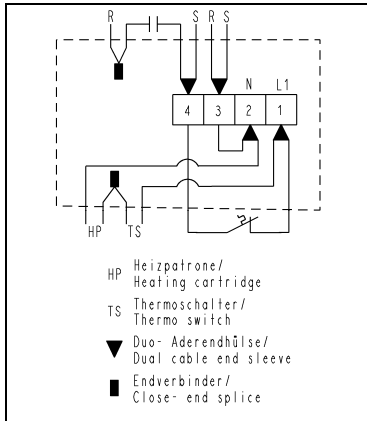 R S R S
N L1
4 3 2 1
HP TS
HP Heizpatrone/
Heating cartridge
TS Thermoschalter/
Thermo switch
Duo- Aderendhülse/
Dual cable end sleeve
Endverbinder/
Close- end splice